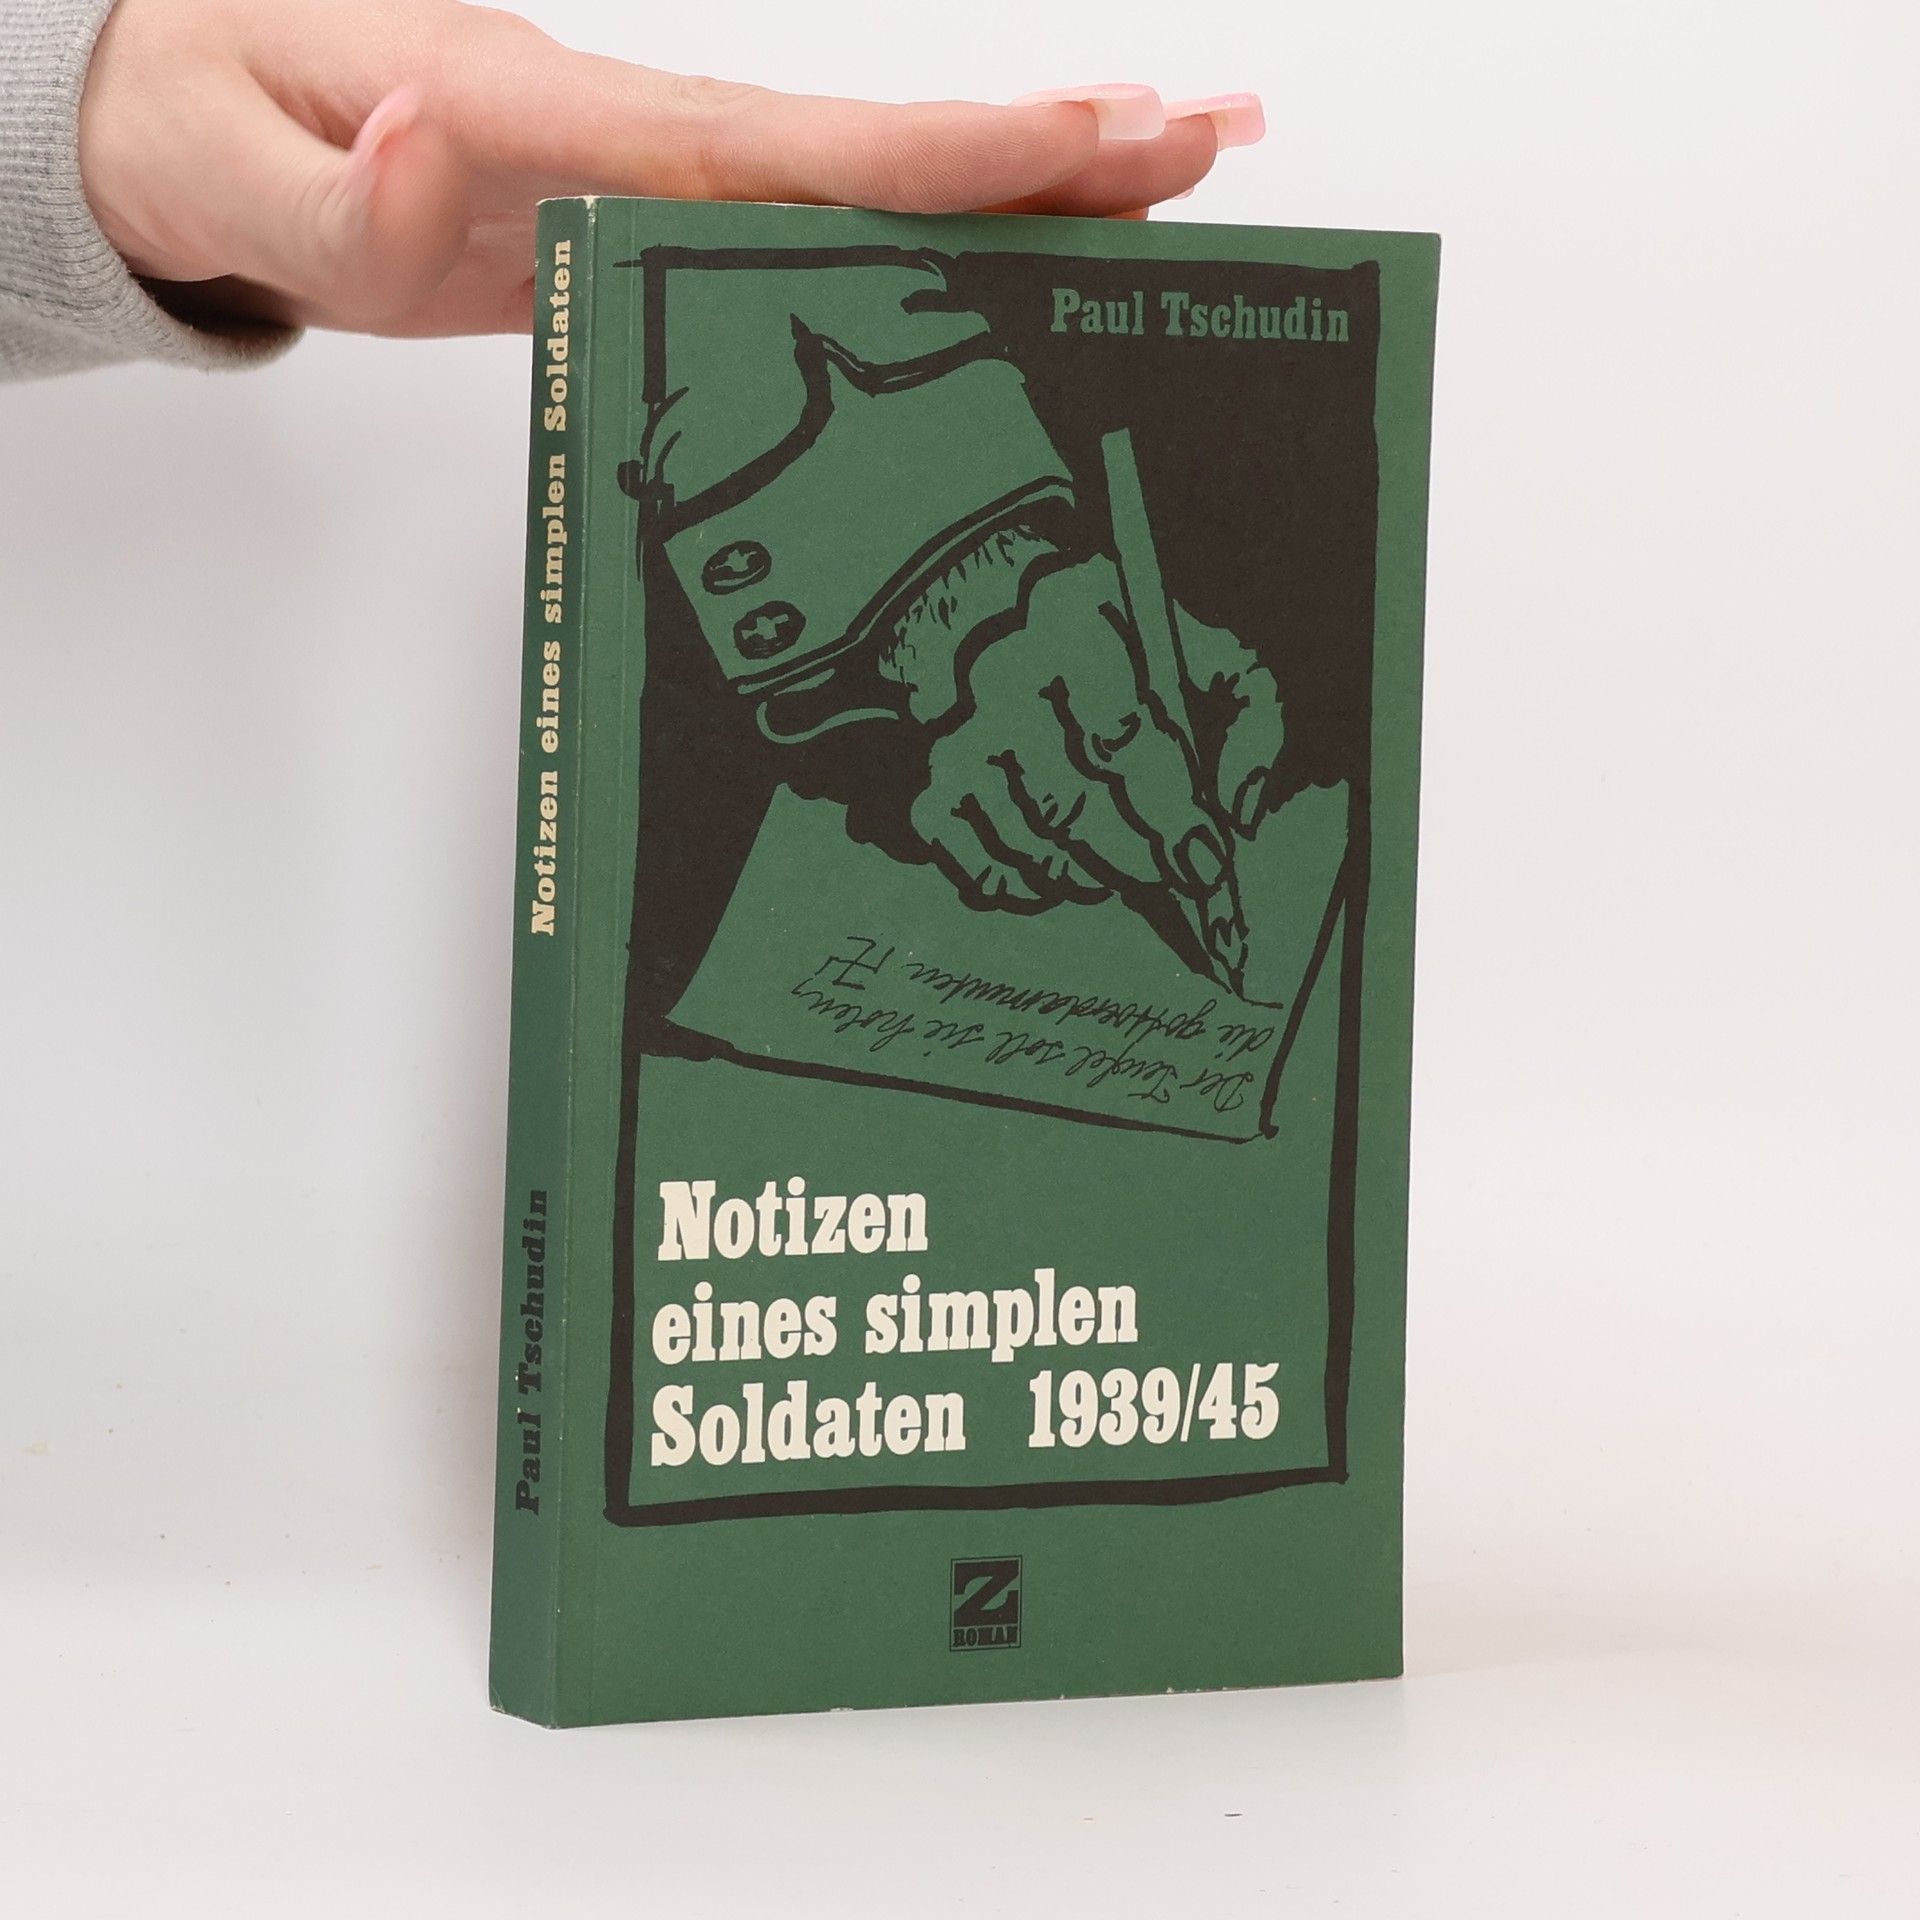 Paul Tschudin
Der Teufel soll sie holen,
die gottverdammten
Notizen
eines simplen
Soldaten 1939/45
Z
ROMAN
Notizen eines simplen Soldaten
Paul Tschudin